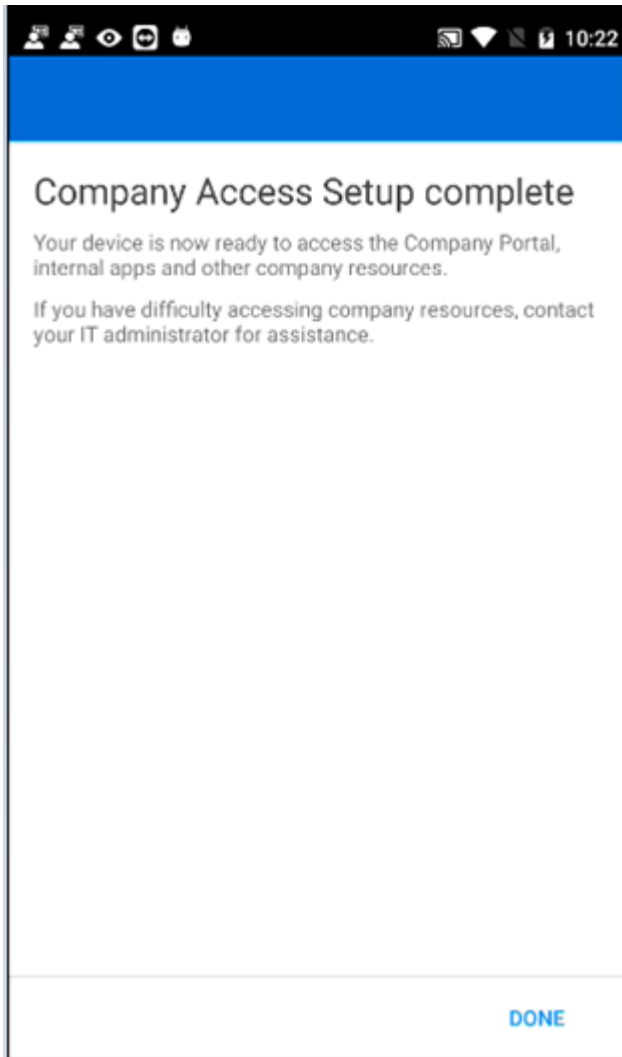 10:22
Company Access Setup complete
Your device is now ready to access the Company Portal,
internal apps and other company resources.
If you have difficulty accessing company resources, contact
your IT administrator for assistance.
DONE